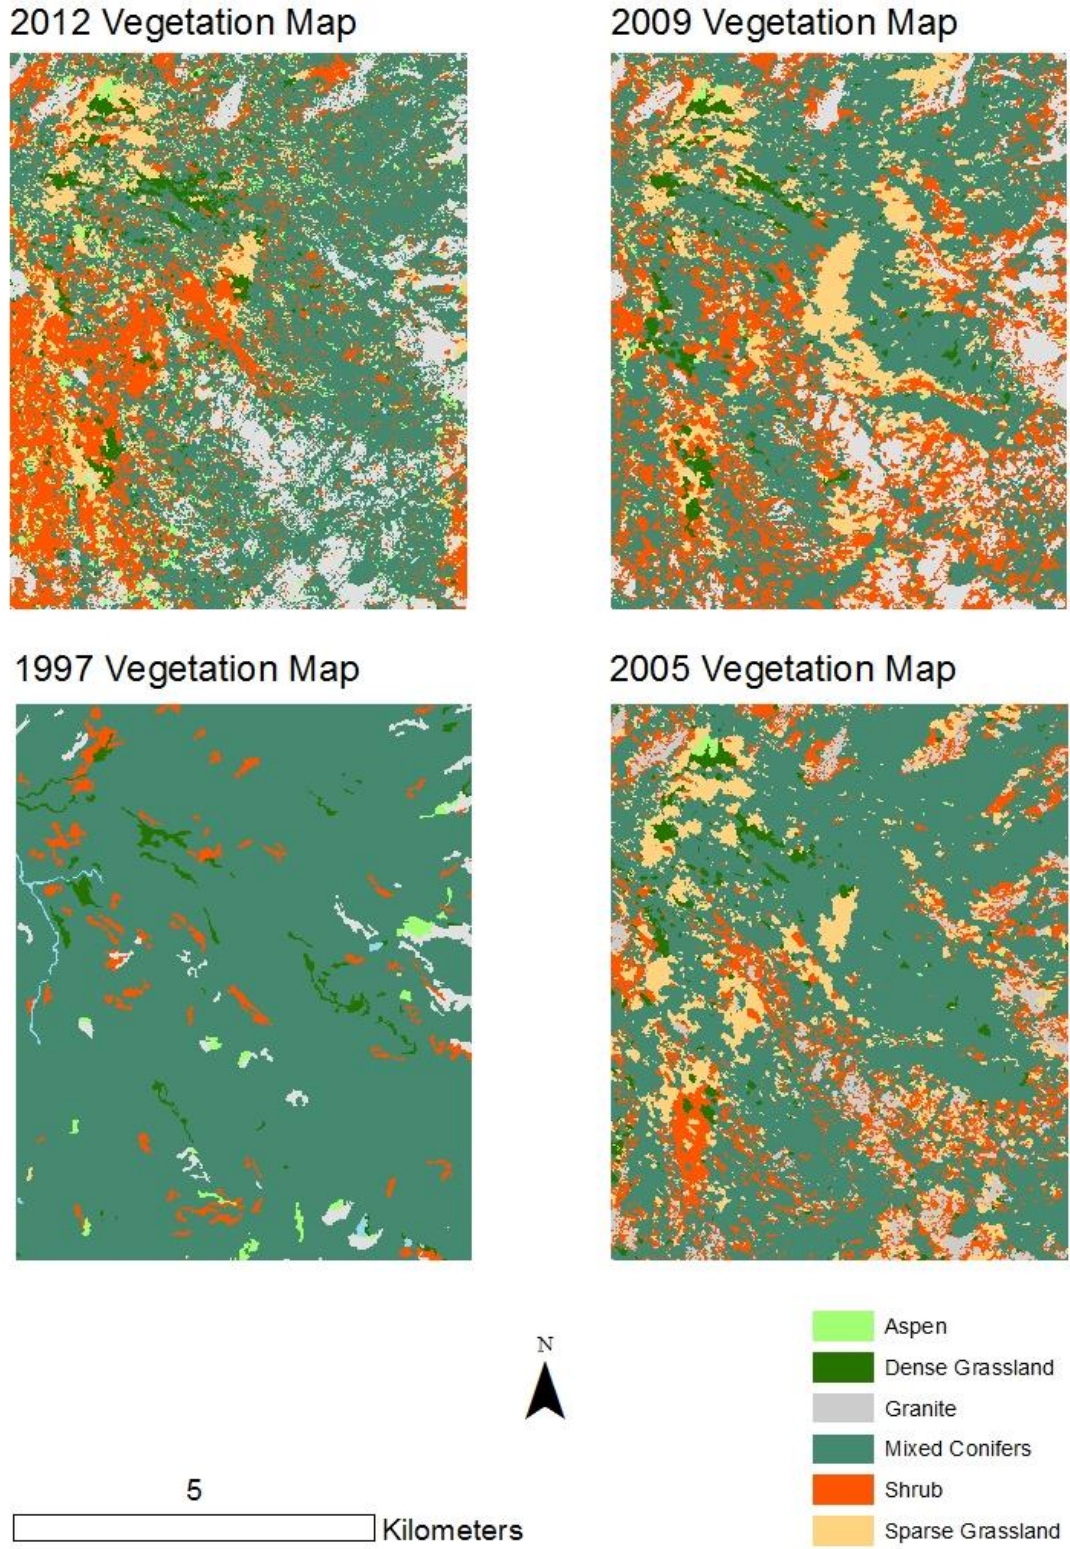 2012 Vegetation Map
2009 Vegetation Map
1997 Vegetation Map
2005 Vegetation Map
N
5
Kilometers
Aspen
Dense Grassland
Granite
Mixed Conifers
Shrub
Sparse Grassland